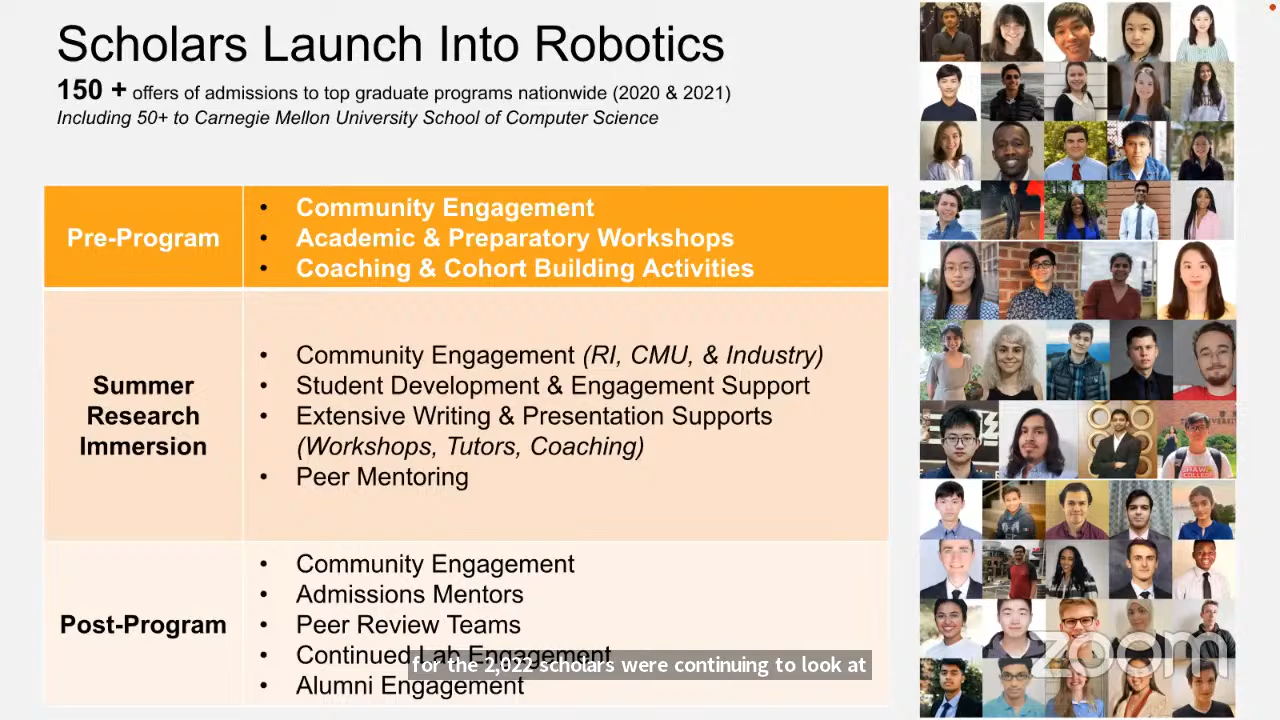 Scholars Launch Into Robotics
150 + offers of admissions to top graduate programs nationwide (2020 & 2021)
Including 50+ to Carnegie Mellon University School of Computer Science
Pre-Program
• Community Engagement
• Academic & Preparatory Workshops
• Coaching & Cohort Building Activities
Summer
Research
Immersion
• Community Engagement (RI, CMU, & Industry)
• Student Development & Engagement Support
• Extensive Writing & Presentation Supports
(Workshops, Tutors, Coaching)
• Peer Mentoring
Post-Program
• Community Engagement
• Admissions Mentors
• Peer Review Teams
• Continued Lab Engagement
• Alumni Engagement
for the 2,022 scholars were continuing to look at
zoom